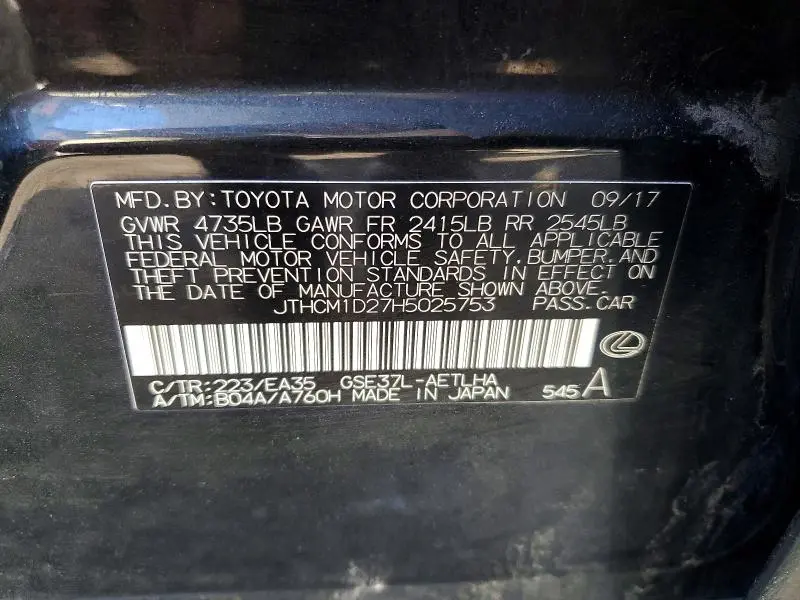 MFD.BY:TOYOTA MOTOR CORPORATION 09/17
GVWR 4735LB GAWR FR 2415LB RR 2545LB
THIS VEHICLE CONFORMS TO ALL APPLICABLE
FEDERAL MOTOR VEHICLE SAFETY,BUMPER,AND
THEFT PREVENTION STANDARDS IN EFFECT ON
THE DATE OF MANUFACTURE SHOWN ABOVE.
JTHCM1D27H5025753 PASS.CAR
C/TR:223/EA35 GSE37L-AETLHA
A/TM:B04A/A760H MADE IN JAPAN 545A